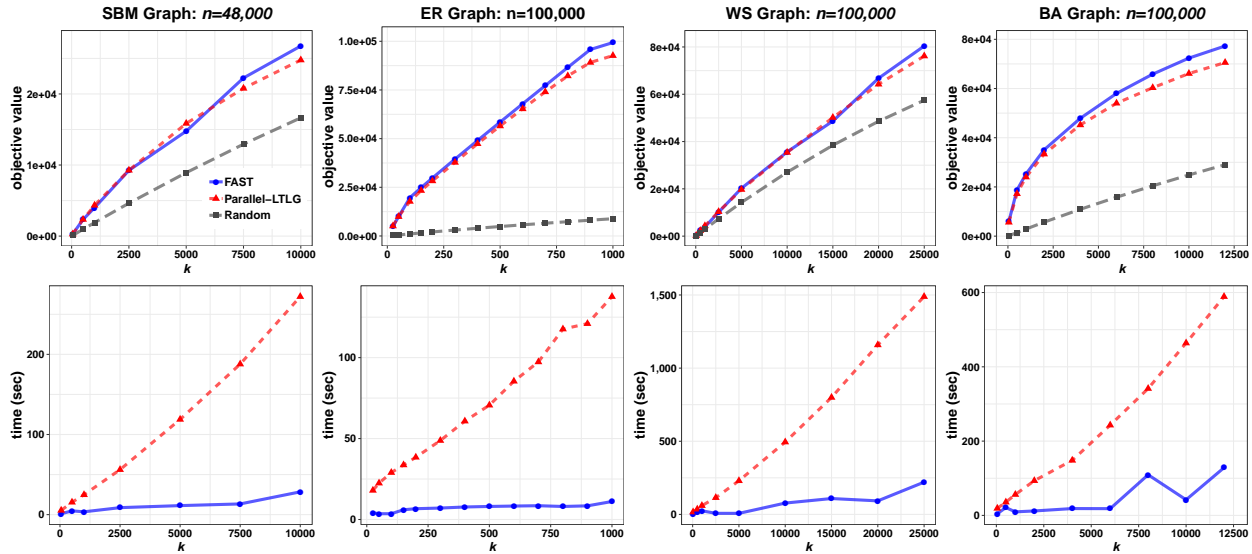 SBM Graph: n=48,000
ER Graph: n=100,000
WS Graph: n=100,000
BA Graph: n=100,000
objective value
2e+04
1e+04
0e+00
FAST
Parallel−LTLG
Random
0 2500 5000 7500 10000
k
objective value
1.0e+05
7.5e+04
5.0e+04
2.5e+04
0.0e+00
0 250 500 750 1000
k
objective value
8e+04
6e+04
4e+04
2e+04
0e+00
0 5000 10000 15000 20000 25000
k
objective value
8e+04
6e+04
4e+04
2e+04
0e+00
0 2500 5000 7500 10000 12500
k
time (sec)
200
100
0
0 2500 5000 7500 10000
k
time (sec)
100
50
0
0 250 500 750 1000
k
time (sec)
1,500
1,000
500
0
0 5000 10000 15000 20000 25000
k
time (sec)
600
400
200
0
0 2500 5000 7500 10000 12500
k